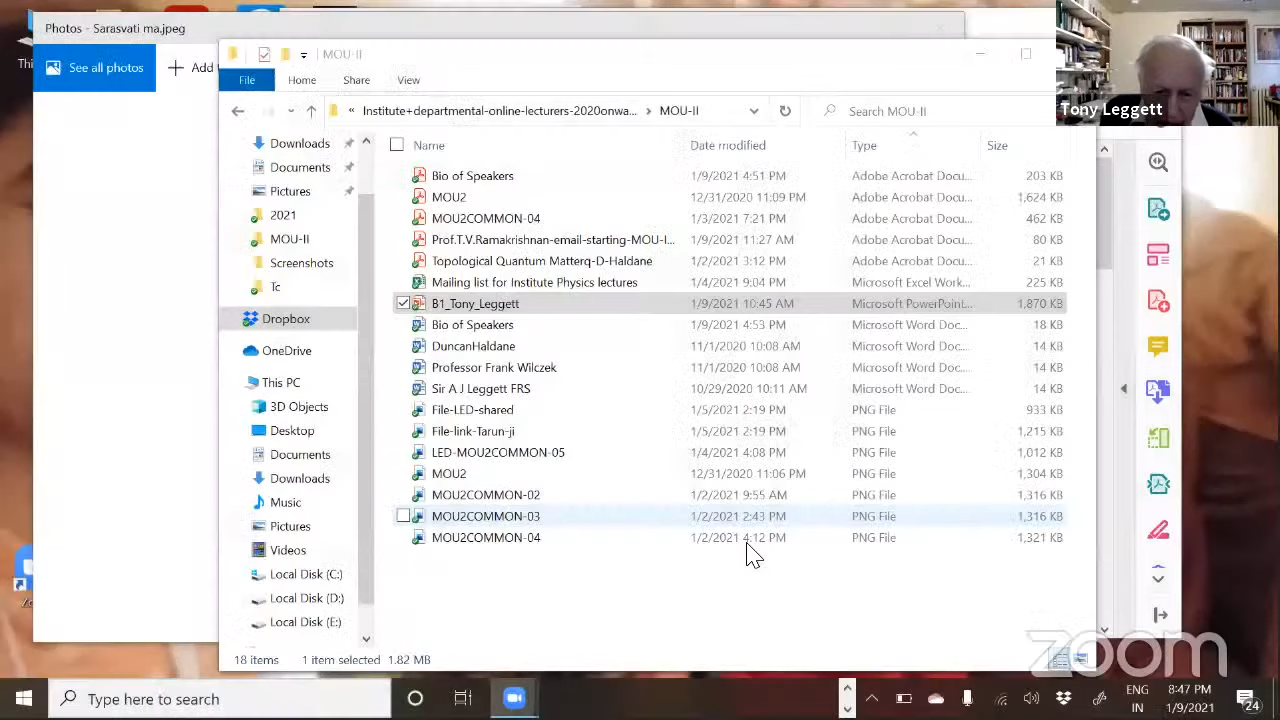 Photos - Sarasvati ma.jpeg
See all photos
Add
MOU-II
File Home Share View
departmental-online-lecturers-2020onwa... MOU-II
Search MOU-II
Tony Leggett
Name Date modified Type Size
Downloads
Documents
Pictures
2021
MOU-II
Screenshots
Tc
Dropbox
OneDrive
This PC
3D Objects
Desktop
Documents
Downloads
Music
Pictures
Videos
Local Disk (C:)
Local Disk (D:)
Local Disk (E:)
Bio of Speakers 1/9/2021 4:51 PM Adobe Acrobat Docu... 203 KB
MOU2 12/31/2020 11:09 PM Adobe Acrobat Docu... 1,624 KB
MOU2COMMON-04 1/3/2021 7:21 PM Adobe Acrobat Docu... 462 KB
Prof.T.V.Ramakrishnan-email-starting-MOU-I... 1/9/2021 11:27 AM Adobe Acrobat Docu... 80 KB
Topological Quantum Matterq-D-Haldane 1/2/2021 3:12 PM Adobe Acrobat Docu... 21 KB
Mailing list for Institute Physics lectures 1/4/2021 9:04 PM Microsoft Excel Work... 225 KB
B1_Tony_Leggett 1/9/2021 10:45 AM Microsoft PowerPoint... 1,870 KB
Bio of Speakers 1/9/2021 4:53 PM Microsoft Word Doc... 18 KB
DuncanHaldane 11/1/2020 10:08 AM Microsoft Word Doc... 14 KB
Professor Frank Wilczek 11/1/2020 10:08 AM Microsoft Word Doc... 14 KB
Sir A J Leggett FRS 10/29/2020 10:11 AM Microsoft Word Doc... 14 KB
File-LED-shared 1/5/2021 2:19 PM PNG File 933 KB
File-link-Tarun-ji 1/5/2021 2:19 PM PNG File 1,215 KB
LED-MOU2COMMON-05 1/4/2021 4:08 PM PNG File 1,012 KB
MOU2 12/31/2020 11:06 PM PNG File 1,304 KB
MOU2COMMON-02 1/2/2021 9:55 AM PNG File 1,316 KB
MOU2COMMON-03 1/2/2021 2:43 PM PNG File 1,316 KB
MOU2COMMON-04 1/2/2021 4:12 PM PNG File 1,321 KB
18 items 1 item selected 1.82 MB
zoom
Type here to search
ENG
IN
8:47 PM
1/9/2021
24